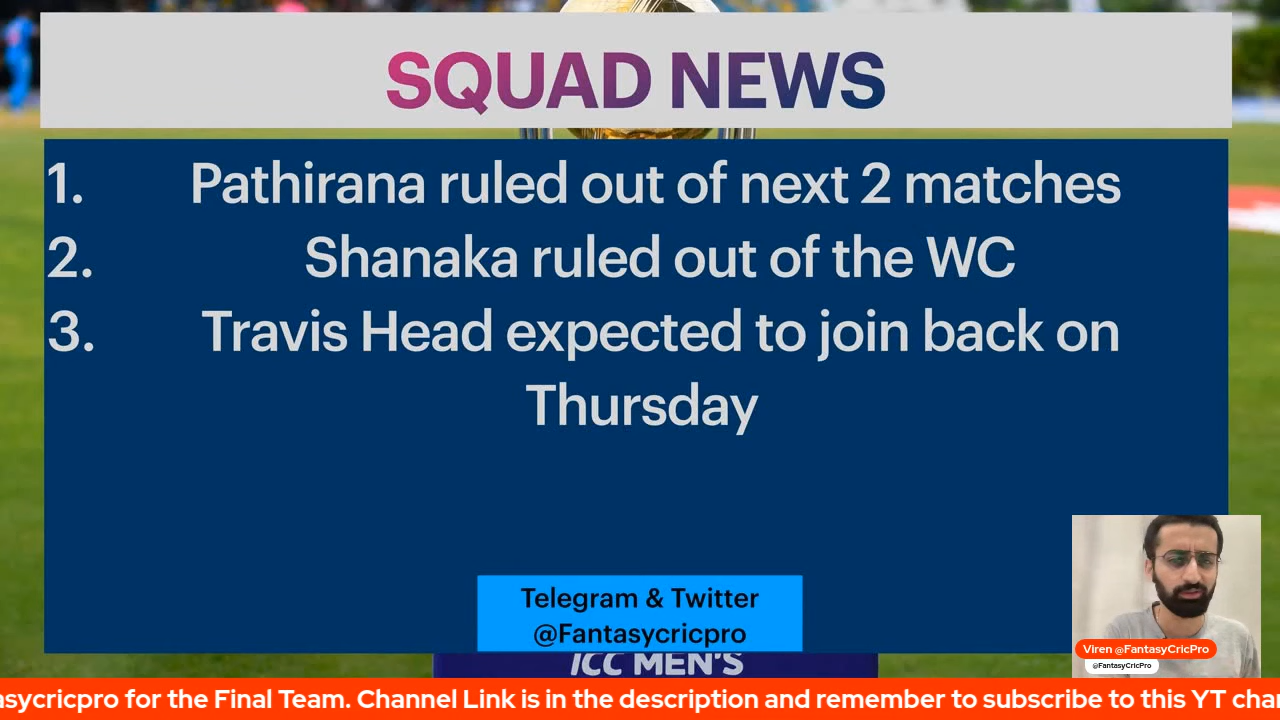 SQUAD NEWS
1. Pathirana ruled out of next 2 matches
2. Shanaka ruled out of the WC
3. Travis Head expected to join back on
Thursday
Telegram & Twitter
@Fantasycricpro
ICC MEN'S
Viren @FantasyCricPro
@FantasyCricPro
asycricpro for the Final Team. Channel Link is in the description and remember to subscribe to this YT chan